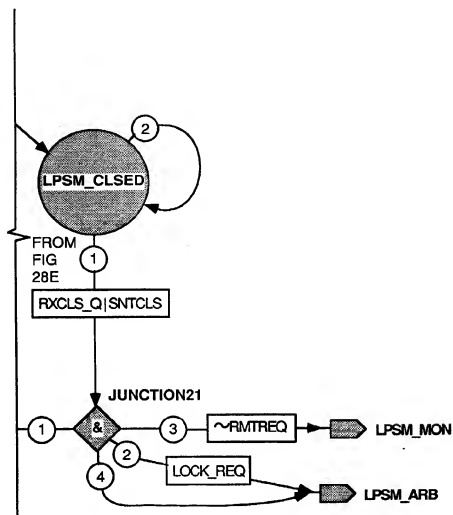 2
LPSM_CLSED
FROM
FIG
28E
1
RXCLS_Q|SNTCLS
JUNCTION21
1
&
3
~RMTREQ
LPSM_MON
2
LOCK_REQ
4
LPSM_ARB